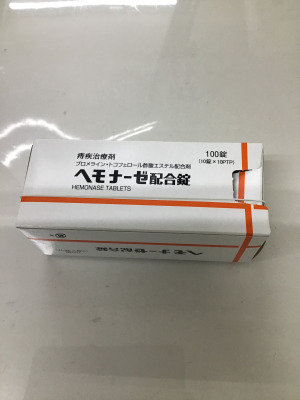 痔疾治療剤
ブロメライン・トコフェロール酢酸エステル配合剤
100錠
(10錠×10PTP)
ヘモナーゼ配合錠
HEMONASE TABLETS
ヘモナーゼ配合錠